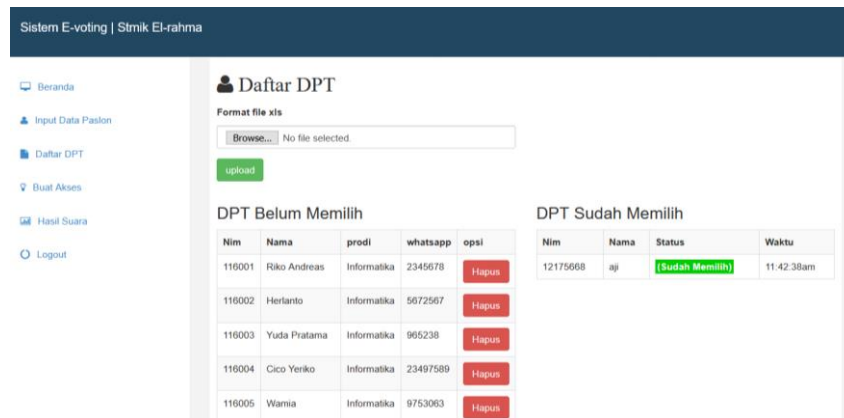 Sistem E-voting | Stmik El-rahma
Beranda
Input Data Paslon
Daftar DPT
Buat Akses
Hasil Suara
Logout
Daftar DPT
Format file xls
Browse... No file selected.
upload
DPT Belum Memilih
Nim Nama prodi whatsapp opsi
116001 Riko Andreas Informatika 2345678 Hapus
116002 Herlanto Informatika 5672567 Hapus
116003 Yuda Pratama Informatika 965238 Hapus
116004 Cico Yeriko Informatika 23497589 Hapus
116005 Wamia Informatika 9753063 Hapus
DPT Sudah Memilih
Nim Nama Status Waktu
12175668 aji (Sudah Memilih) 11:42:38am